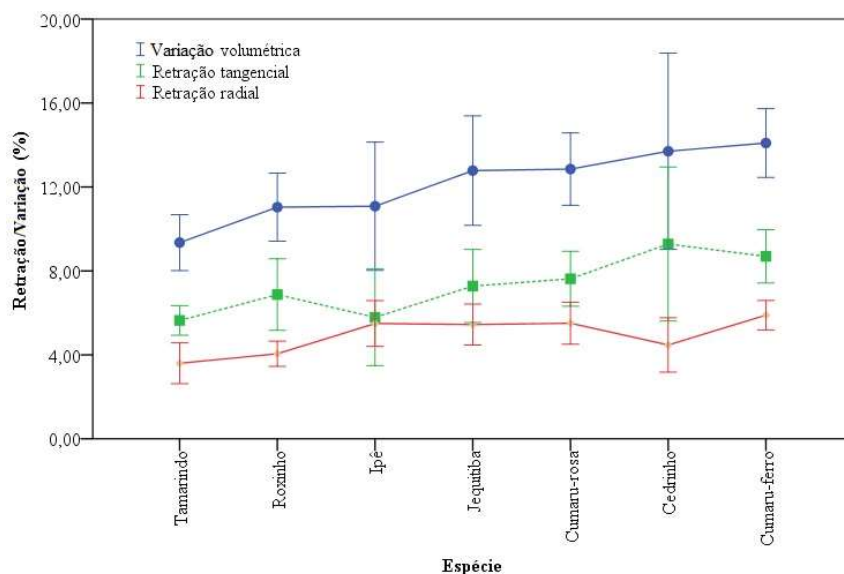 20,00
16,00
12,00
8,00
4,00
0,00
Retração/Variação (%)
Variação volumétrica
Retração tangencial
Retração radial
Tamarindo
Roxinho
Ipê
Jequitiba
Cumaru-rosa
Cedrinho
Cumaru-ferro
Espécie